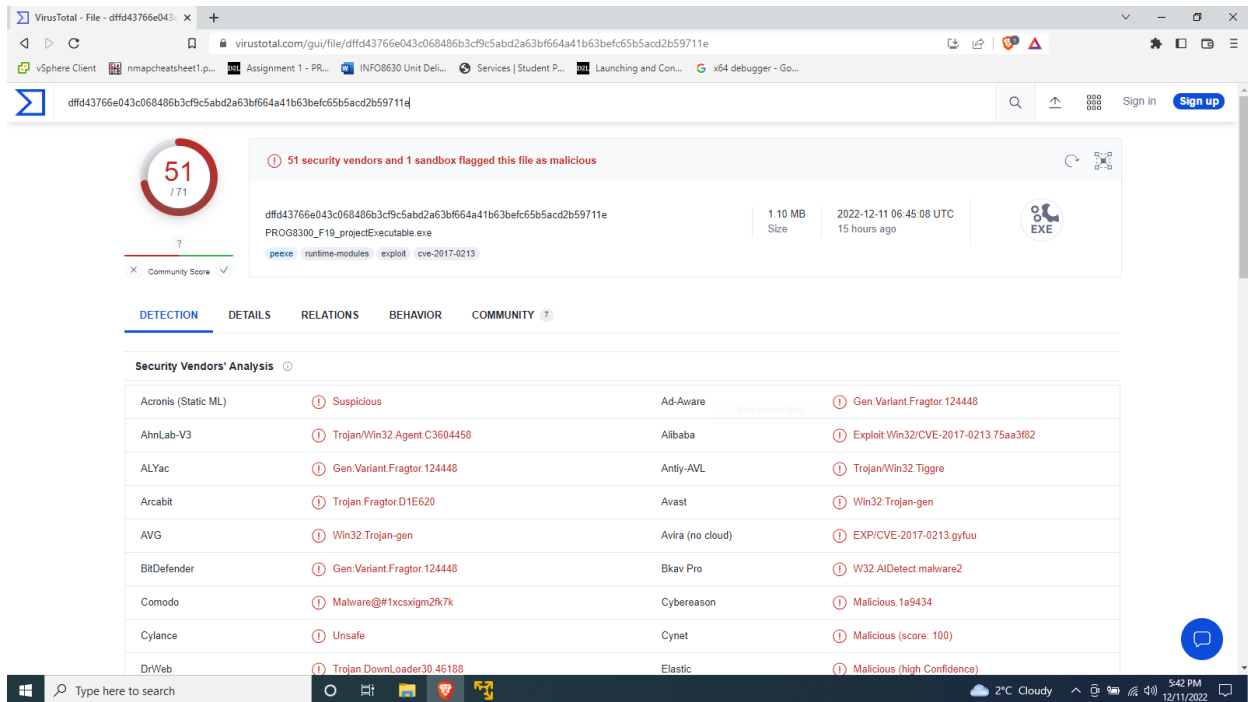 VirusTotal - File - dffd43766e043c
virustotal.com/gui/file/dffd43766e043c068486b3cf9c5abd2a63bf664a41b63befc65b5acd2b59711e
vSphere Client nmapcheatsheet1.p... DZL Assignment 1 - PR... INFO8630 Unit Deli... Services | Student P... DZL Launching and Con... x64 debugger - Go...
dffd43766e043c068486b3cf9c5abd2a63bf664a41b63befc65b5acd2b59711e
Sign in Sign up
51
/ 71
?
Community Score
51 security vendors and 1 sandbox flagged this file as malicious
dffd43766e043c068486b3cf9c5abd2a63bf664a41b63befc65b5acd2b59711e
PROG8300_F19_projectExecutable.exe
peexe runtime-modules exploit cve-2017-0213
1.10 MB
Size
2022-12-11 06:45:08 UTC
15 hours ago
EXE
DETECTION DETAILS RELATIONS BEHAVIOR COMMUNITY 7
Security Vendors' Analysis
Acronis (Static ML) Suspicious Ad-Aware Gen:Variant.Fragtor.124448
AhnLab-V3 Trojan/Win32.Agent.C3604458 Alibaba Exploit:Win32/CVE-2017-0213.75aa3f82
ALYac Gen:Variant.Fragtor.124448 Antiy-AVL Trojan/Win32.Tiggre
Arcabit Trojan.Fragtor.D1E620 Avast Win32:Trojan-gen
AVG Win32:Trojan-gen Avira (no cloud) EXP/CVE-2017-0213.gyfuu
BitDefender Gen:Variant.Fragtor.124448 Bkav Pro W32.AIDetect.malware2
Comodo Malware@#1xcsxigm2fk7k Cybereason Malicious.1a9434
Cylance Unsafe Cynet Malicious (score: 100)
DrWeb Trojan.DownLoader30.46188 Elastic Malicious (high Confidence)
Type here to search
2°C Cloudy
5:42 PM
12/11/2022